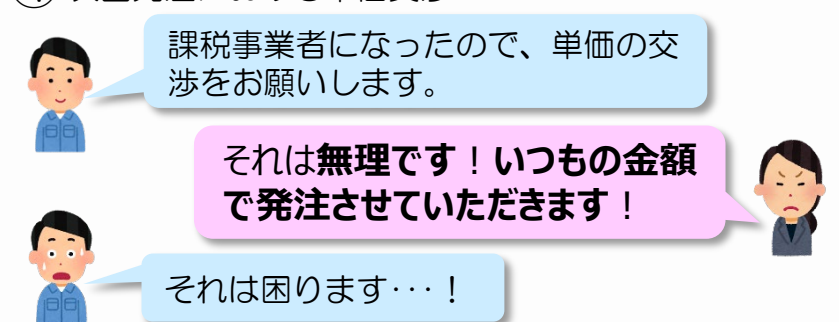 課税事業者になったので、単価の交
渉をお願いします。
それは無理です！いつもの金額
で発注させていただきます！
それは困ります･･･！